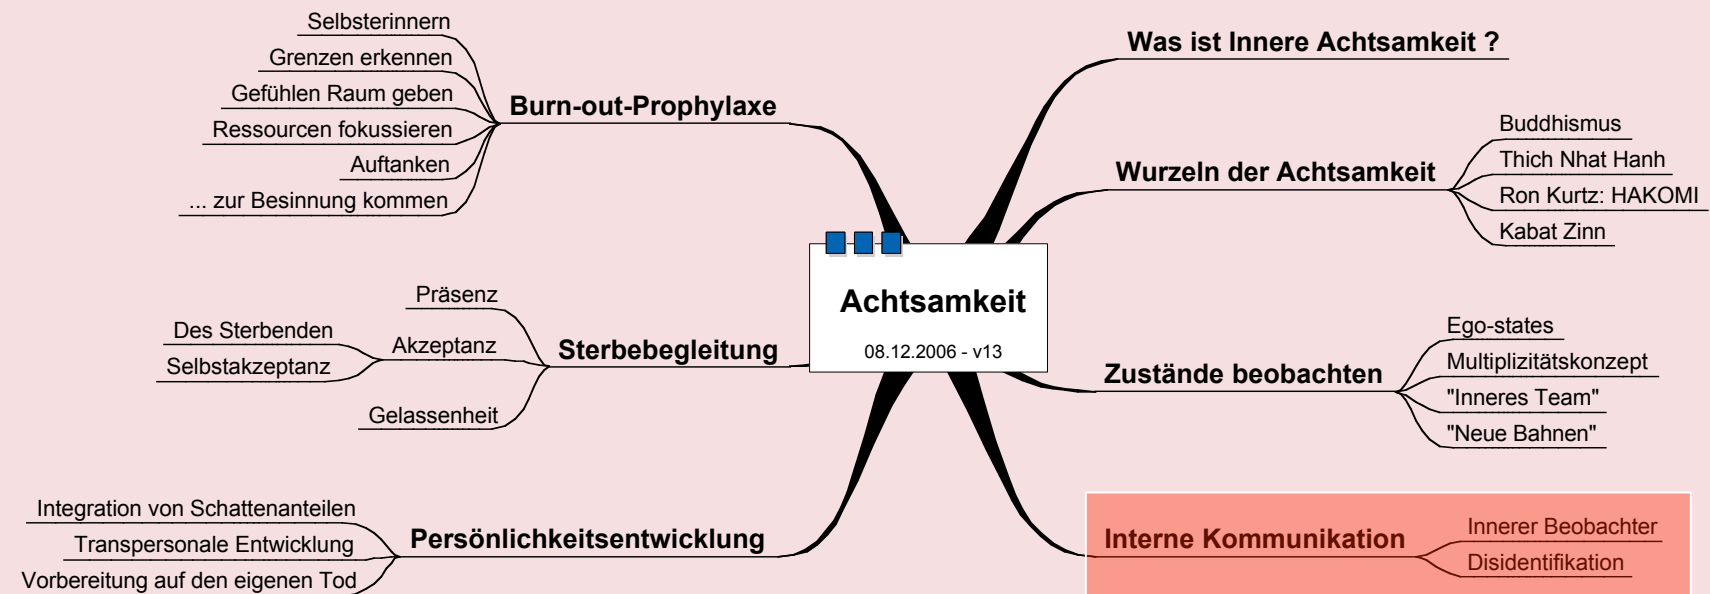 Achtsamkeit
08.12.2006 - v13
Was ist Innere Achtsamkeit ?
Wurzeln der Achtsamkeit
Buddhismus
Thich Nhat Hanh
Ron Kurtz: HAKOMI
Kabat Zinn
Zustände beobachten
Ego-states
Multiplizitätskonzept
"Inneres Team"
"Neue Bahnen"
Interne Kommunikation
Innerer Beobachter
Disidentifikation
Burn-out-Prophylaxe
Selbsterinnern
Grenzen erkennen
Gefühlen Raum geben
Ressourcen fokussieren
Auftanken
... zur Besinnung kommen
Sterbebegleitung
Präsenz
Akzeptanz
Des Sterbenden
Selbstakzeptanz
Gelassenheit
Persönlichkeitsentwicklung
Integration von Schattenanteilen
Transpersonale Entwicklung
Vorbereitung auf den eigenen Tod